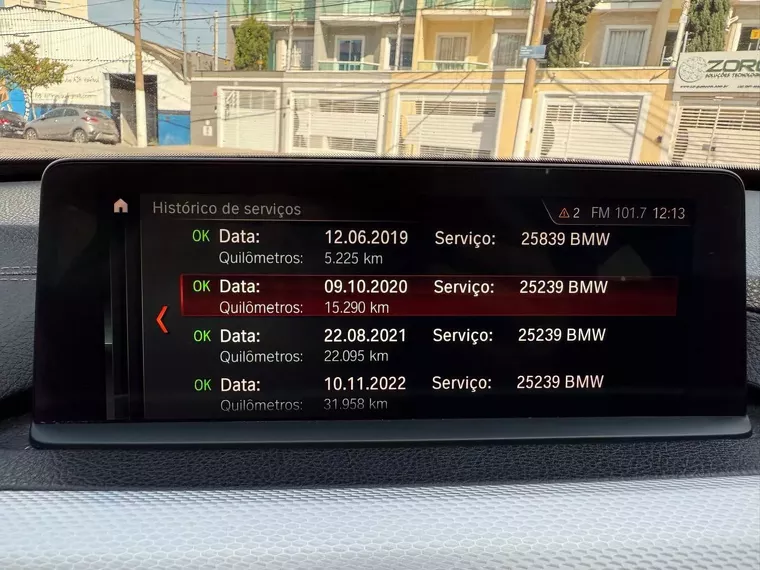 ZORO
SOLUÇÕES TECNOLÓGICAS
Histórico de serviços
2 FM 101.7 12:13
OK Data: 12.06.2019 Serviço: 25839 BMW
Quilômetros: 5.225 km
OK Data: 09.10.2020 Serviço: 25239 BMW
Quilômetros: 15.290 km
OK Data: 22.08.2021 Serviço: 25239 BMW
Quilômetros: 22.095 km
OK Data: 10.11.2022 Serviço: 25239 BMW
Quilômetros: 31.958 km